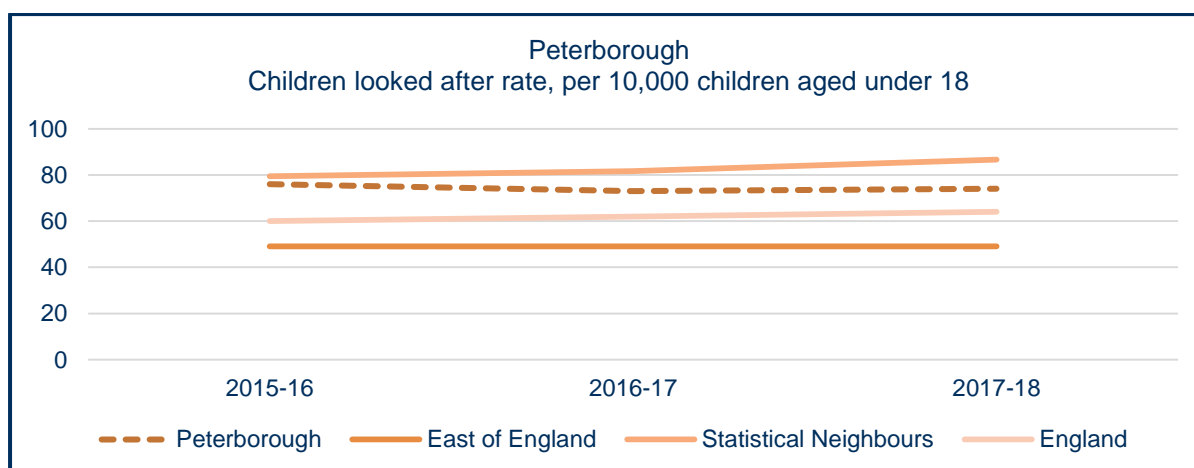 Peterborough
Children looked after rate, per 10,000 children aged under 18
100
80
60
40
20
0
2015-16 2016-17 2017-18
Peterborough East of England Statistical Neighbours England